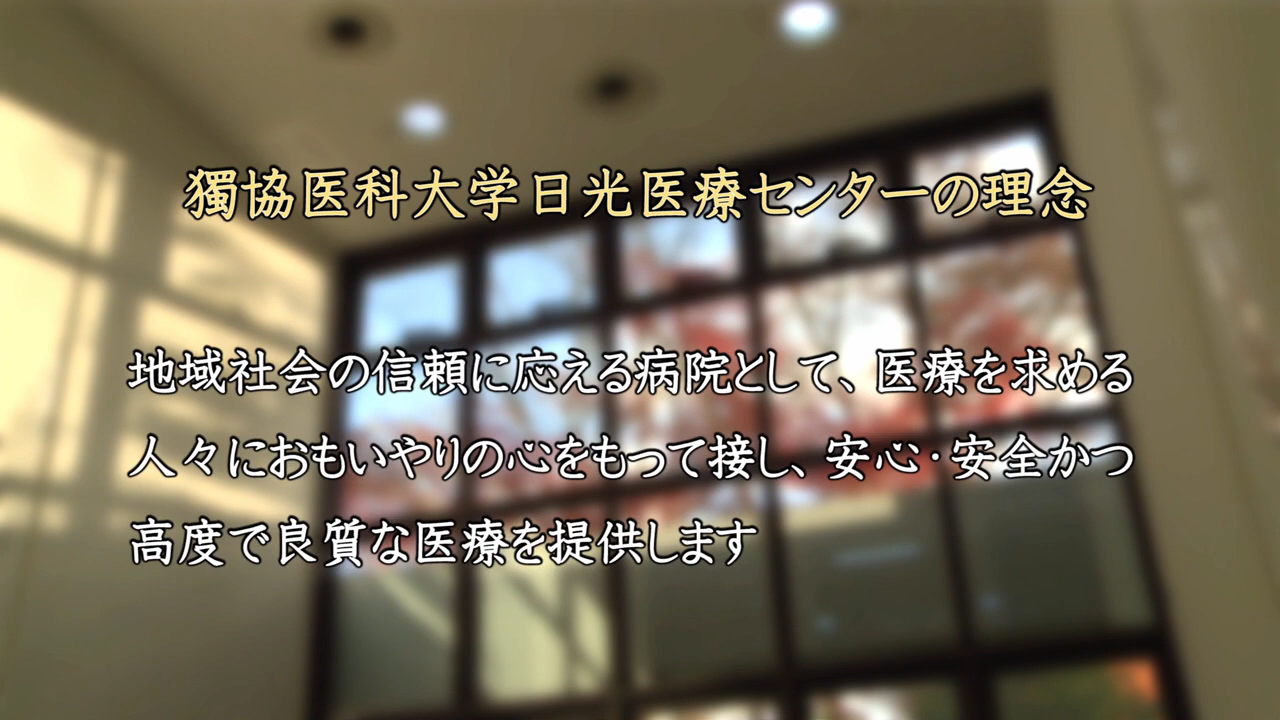 獨協医科大学日光医療センターの理念
地域社会の信頼に応える病院として、医療を求める
人々におもいやりの心をもって接し、安心・安全かつ
高度で良質な医療を提供します